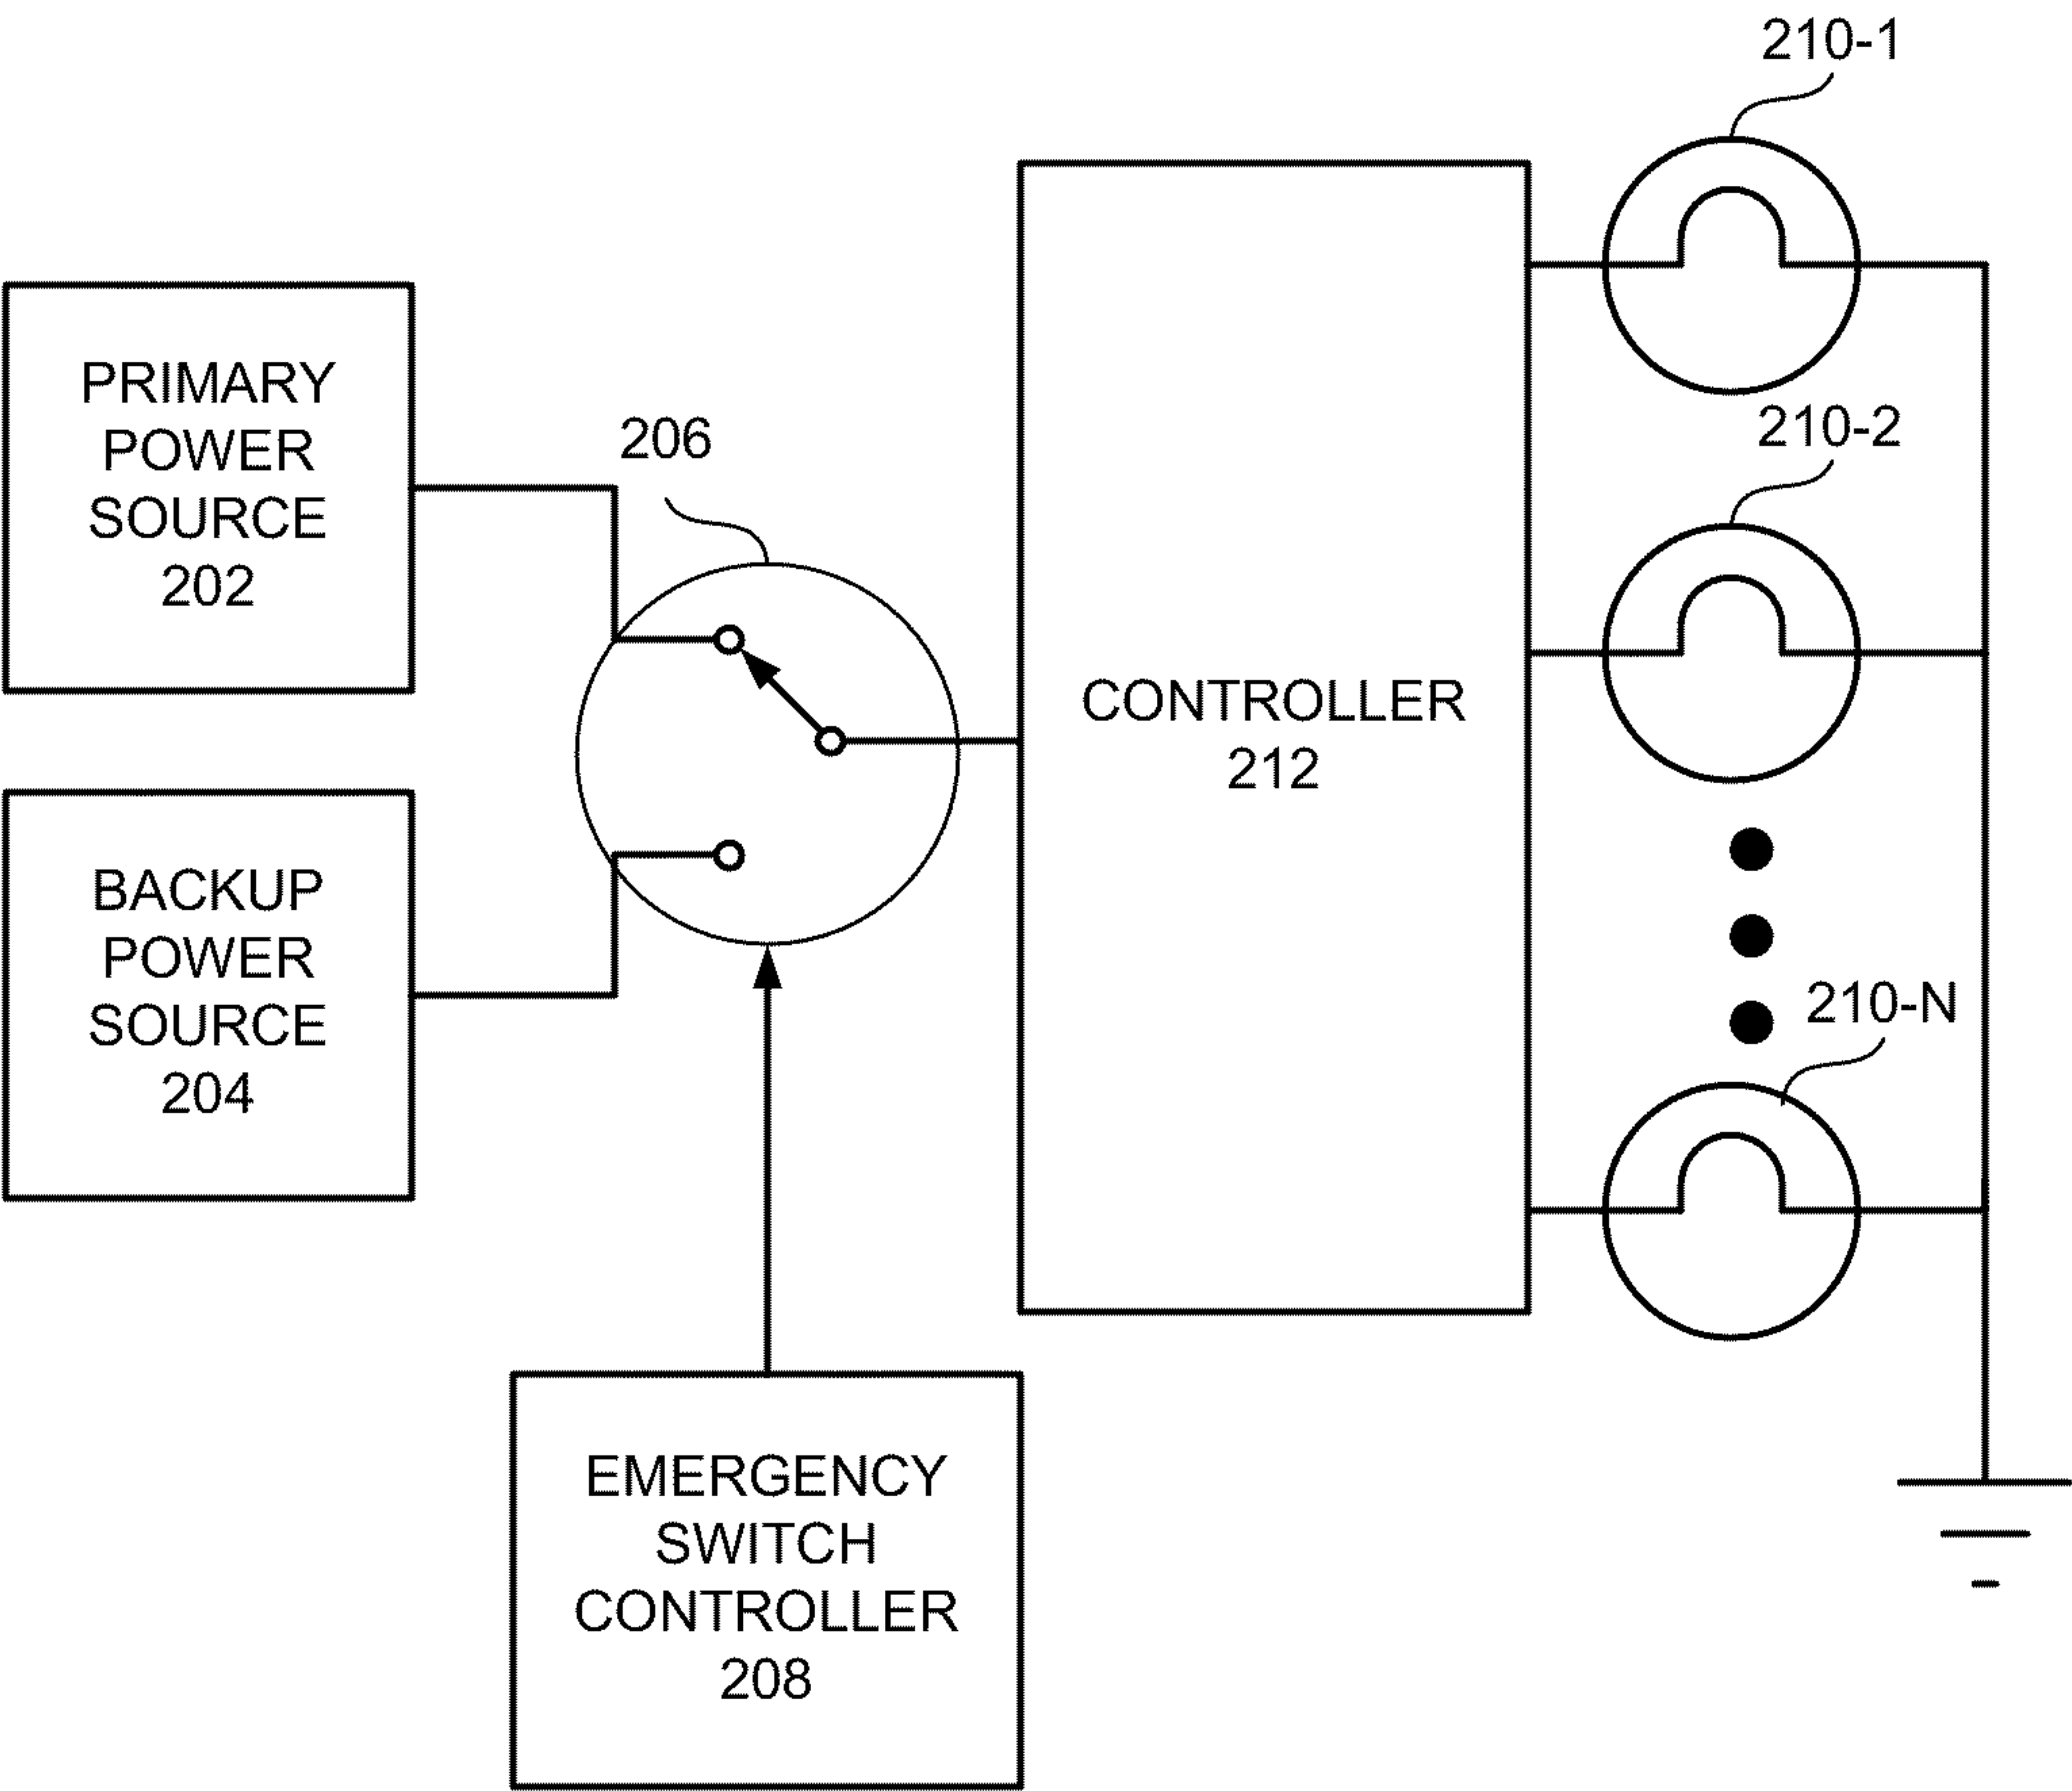 210-1
PRIMARY
POWER
SOURCE
202
206
210-2
CONTROLLER
212
BACKUP
POWER
SOURCE
204
210-N
EMERGENCY
SWITCH
CONTROLLER
208